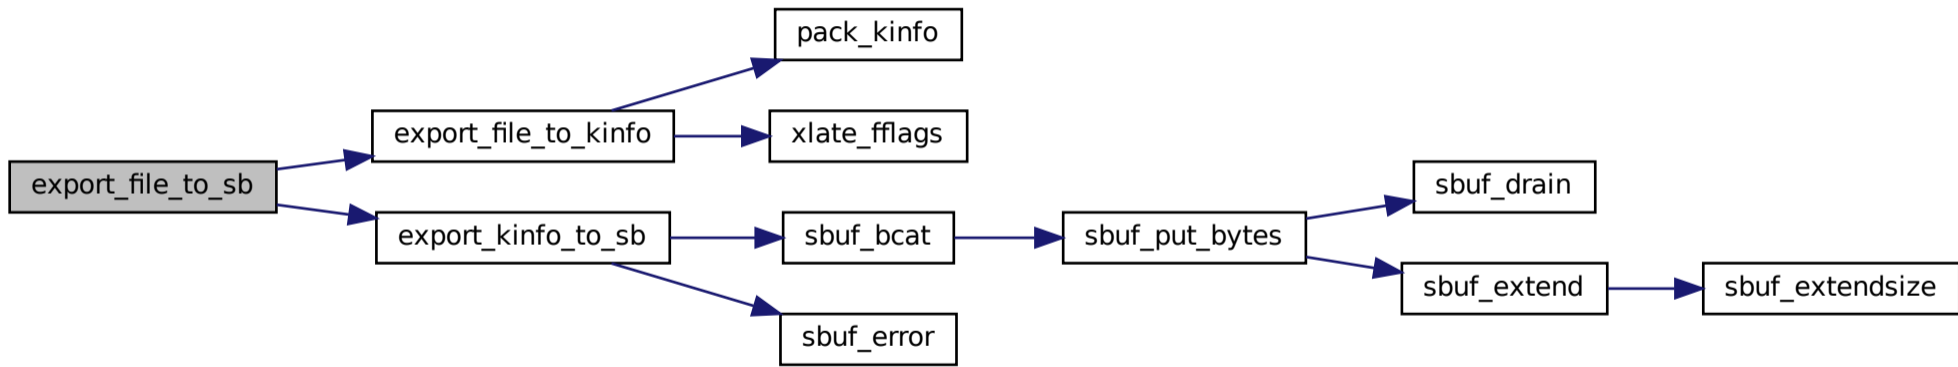 pack_kinfo
export_file_to_kinfo
xlate_fflags
export_file_to_sb
sbuf_drain
export_kinfo_to_sb
sbuf_bcat
sbuf_put_bytes
sbuf_extend
sbuf_extendsize
sbuf_error